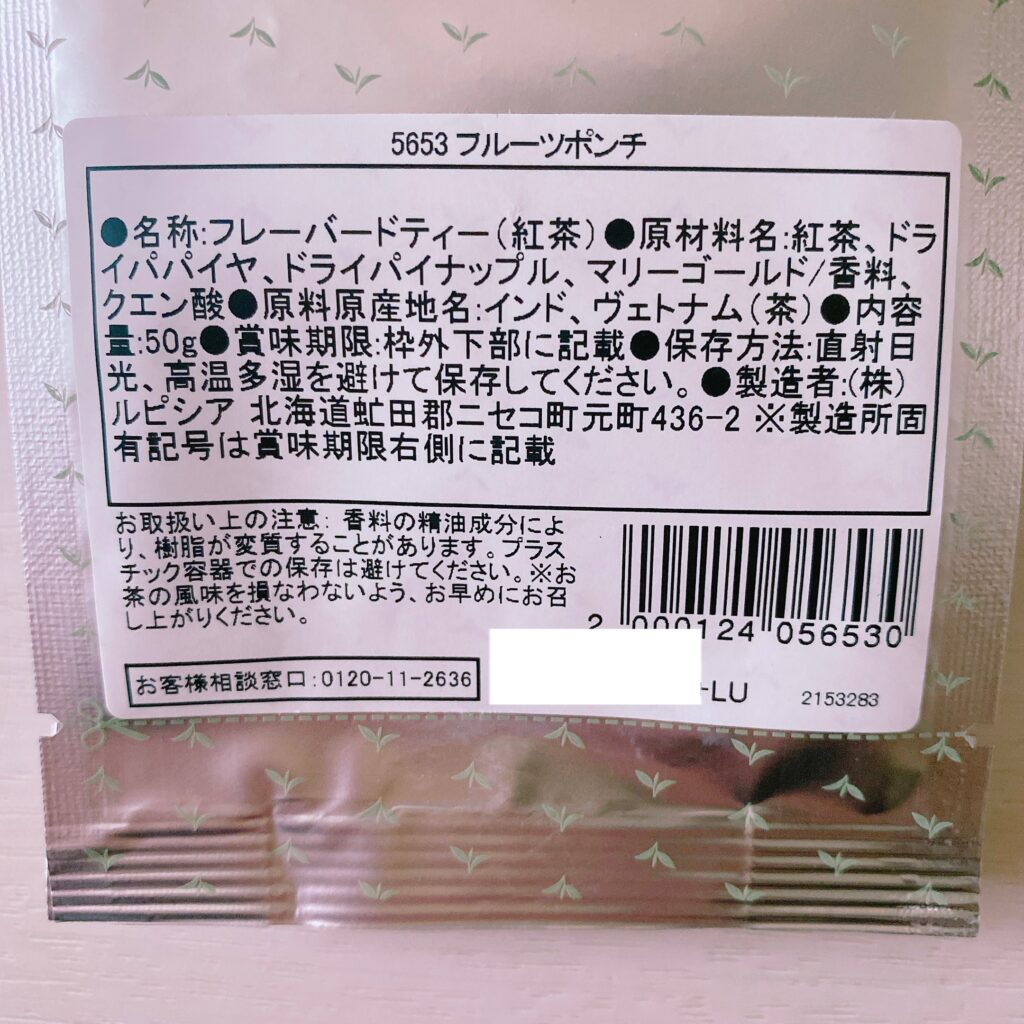 5653 フルーツポンチ
●名称:フレーバードティー(紅茶)●原材料名:紅茶、ドラ
イパパイヤ、ドライパイナップル、マリーゴールド/香料、
クエン酸●原料原産地名:インド、ヴェトナム(茶)●内容
量:50g●賞味期限:枠外下部に記載●保存方法:直射日
光、高温多湿を避けて保存してください。●製造者:(株)
ルピシア 北海道虻田郡ニセコ町元町436-2 ※製造所固
有記号は賞味期限右側に記載
お取扱い上の注意: 香料の精油成分によ
り、樹脂が変質することがあります。プラス
チック容器での保存は避けてください。※お
茶の風味を損なわないよう、お早めにお召
し上がりください。
2 000124 056530
お客様相談窓口:0120-11-2636
-LU
2153283